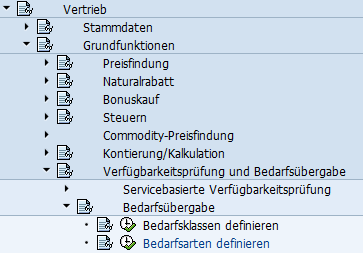 Vertrieb
Stammdaten
Grundfunktionen
Preisfindung
Naturalrabatt
Bonuskauf
Steuern
Commodity-Preisfindung
Kontierung/Kalkulation
Verfügbarkeitsprüfung und Bedarfsübergabe
Servicebasierte Verfügbarkeitsprüfung
Bedarfsübergabe
Bedarfsklassen definieren
Bedarfsarten definieren